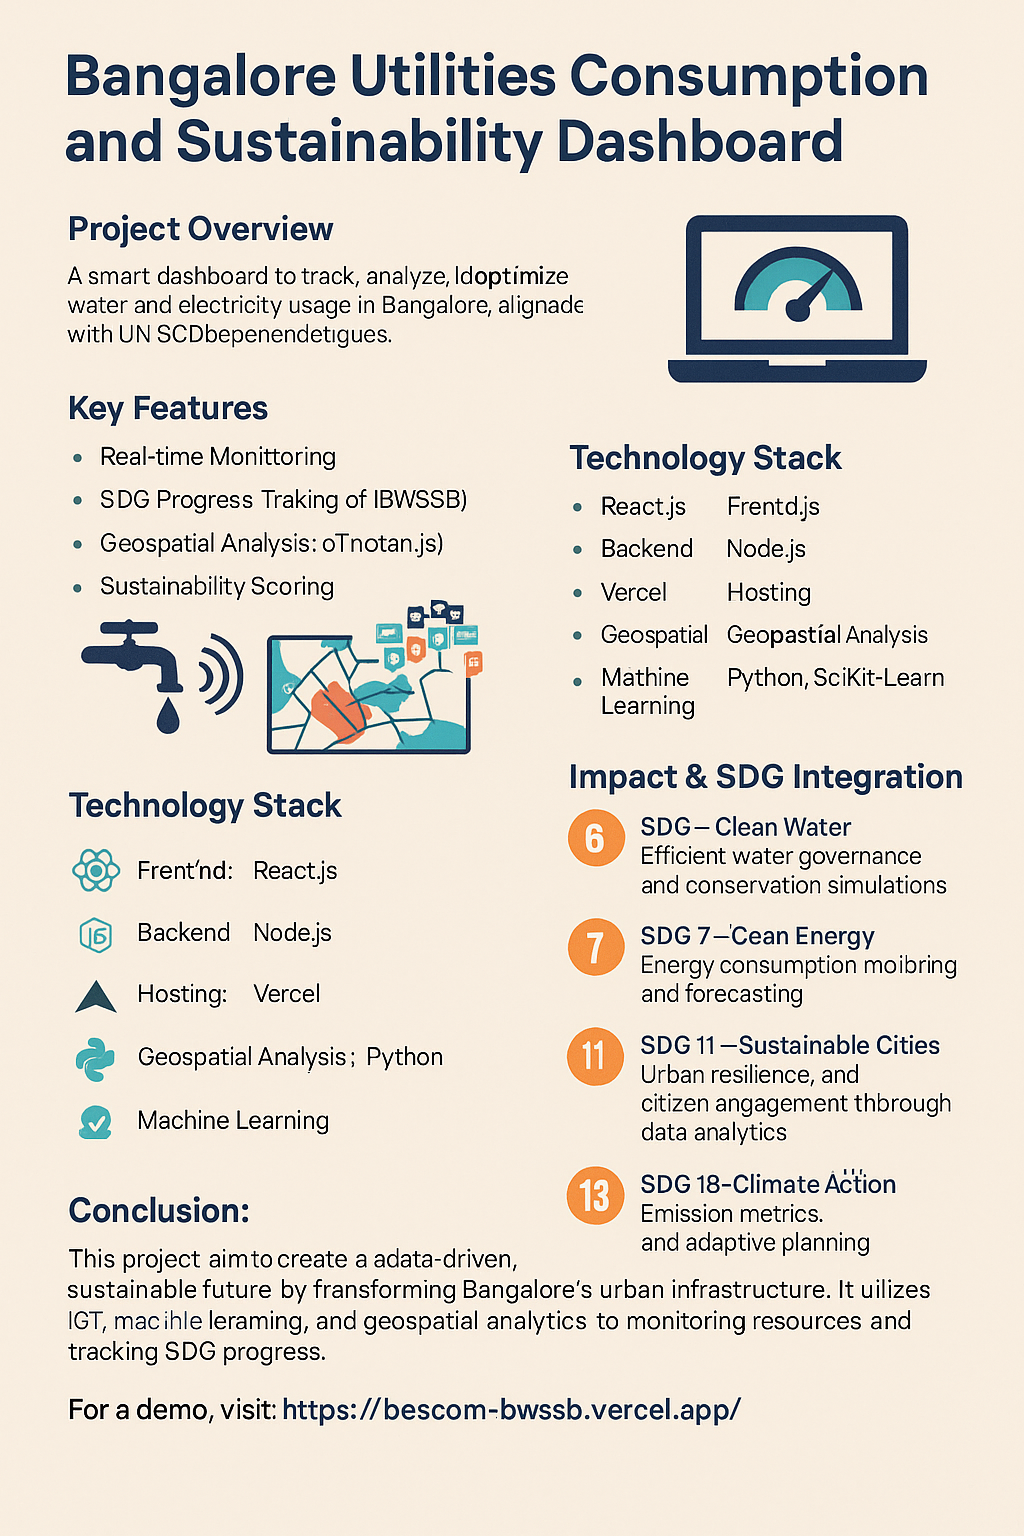 Bangalore Utilities Consumption
and Sustainability Dashboard
Project Overview
A smart dashboard to track, analyze, ldoptímize
water and electricity usage in Bangalore, alignade
with UN SCDbepenendetıgues.
Key Features
• Real-time Monittoring
• SDG Progress Traking of IBWSSB)
• Geospatial Analysis: oTnotan.js)
• Sustainability Scoring
Technology Stack
• React.js Frentd.js
• Backend Node.js
• Vercel Hosting
• Geospatial Geopastíal Analysis
• Mathine Python, SciKit-Learn
Learning
Technology Stack
Frent’nd: React.js
Backend Node.js
Hosting: Vercel
Geospatial Analysis; Python
Machine Learning
Impact & SDG Integration
6 SDG– Clean Water
Efficient water governance
and conservation simulations
7 SDG 7–'Cean Energy
Energy consumption moibring
and forecasting
11 SDG 11 –Sustainable Cities
Urban resilience, and
citizen angagement thbrough
data analytics
13 SDG 18–Climate Action
Emission metrics.
and adaptive planning
Conclusion:
This project aim to create a adata-driven,
sustainable future by fransforming Bangalore’s urban infrastructure. It uilizes
IGT, macihle leraming, and geospatial analytics to monitoring resources and
tracking SDG progress.
For a demo, visit: https://bescom-bwssb.vercel.app/